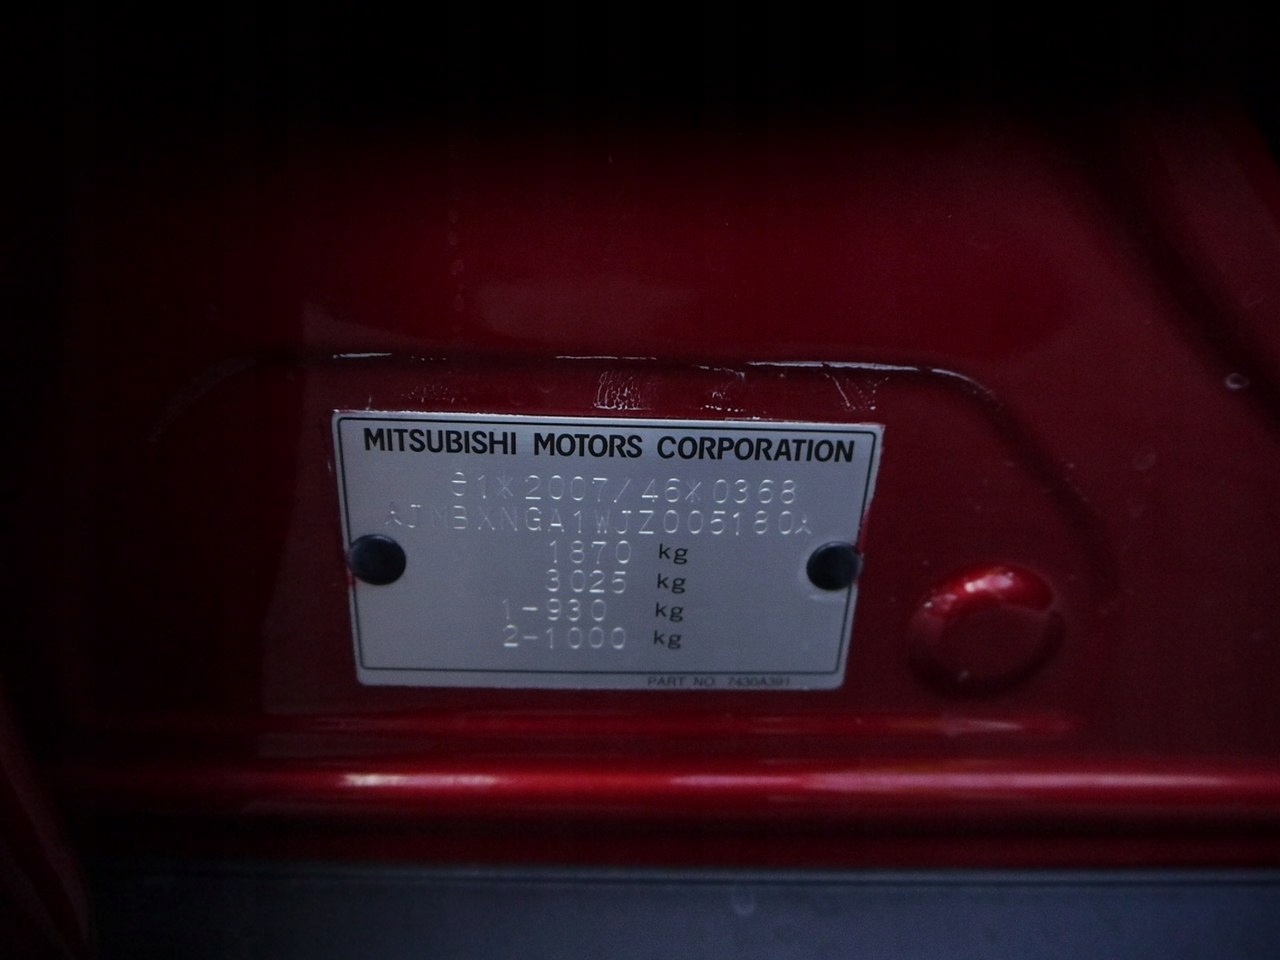 MITSUBISHI MOTORS CORPORATION
e1*2007/46*0368
*JMBXNGA1WJZ005180*
1870 kg
3025 kg
1-930 kg
2-1000 kg
PART NO. 7430A391